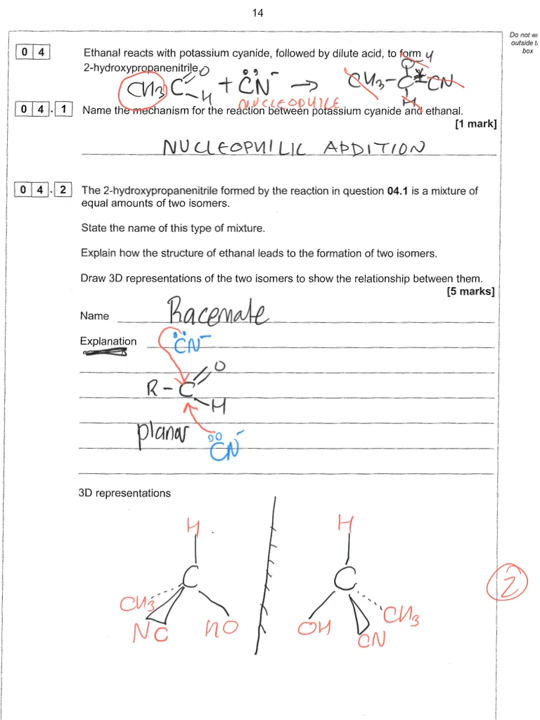 14
Do not w
outside t
box
0 4 Ethanal reacts with potassium cyanide, followed by dilute acid, to form
2-hydroxypropanenitrile.
CH3 C O H + CN- → CH3-C*-CN H
NUCLEOPHILE
0 4 . 1 Name the mechanism for the reaction between potassium cyanide and ethanal.
[1 mark]
NUCLEOPHILIC ADDITION
0 4 . 2 The 2-hydroxypropanenitrile formed by the reaction in question 04.1 is a mixture of
equal amounts of two isomers.
State the name of this type of mixture.
Explain how the structure of ethanal leads to the formation of two isomers.
Draw 3D representations of the two isomers to show the relationship between them.
[5 marks]
Name Racemate
Explanation
:CN-
R - C = O
H
planar
:CN-
3D representations
H H
C C
CH3 CH3
NC HO OH CN
2